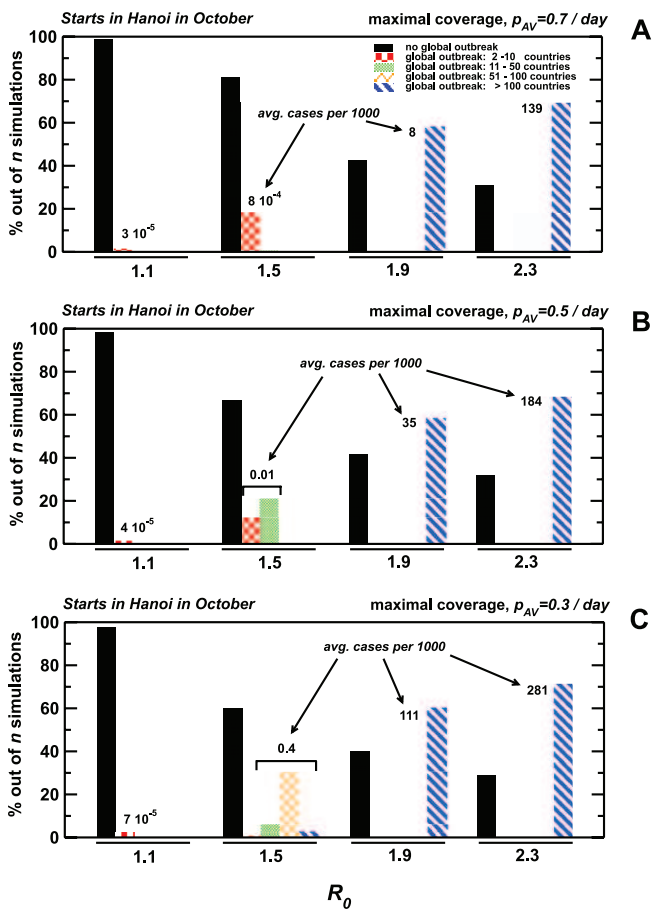 Starts in Hanoi in October
maximal coverage, pAV=0.7 / day
A
no global outbreak
global outbreak: 2 -10 countries
global outbreak: 11 - 50 countries
global outbreak: 51 - 100 countries
global outbreak: > 100 countries
% out of n simulations
100
80
60
40
20
0
avg. cases per 1000
3 10-5
8 10-4
8
139
1.1
1.5
1.9
2.3
Starts in Hanoi in October
maximal coverage, pAV=0.5 / day
B
% out of n simulations
100
80
60
40
20
0
avg. cases per 1000
4 10-5
0.01
35
184
1.1
1.5
1.9
2.3
Starts in Hanoi in October
maximal coverage, pAV=0.3 / day
C
% out of n simulations
100
80
60
40
20
0
avg. cases per 1000
7 10-5
0.4
111
281
1.1
1.5
1.9
2.3
R0